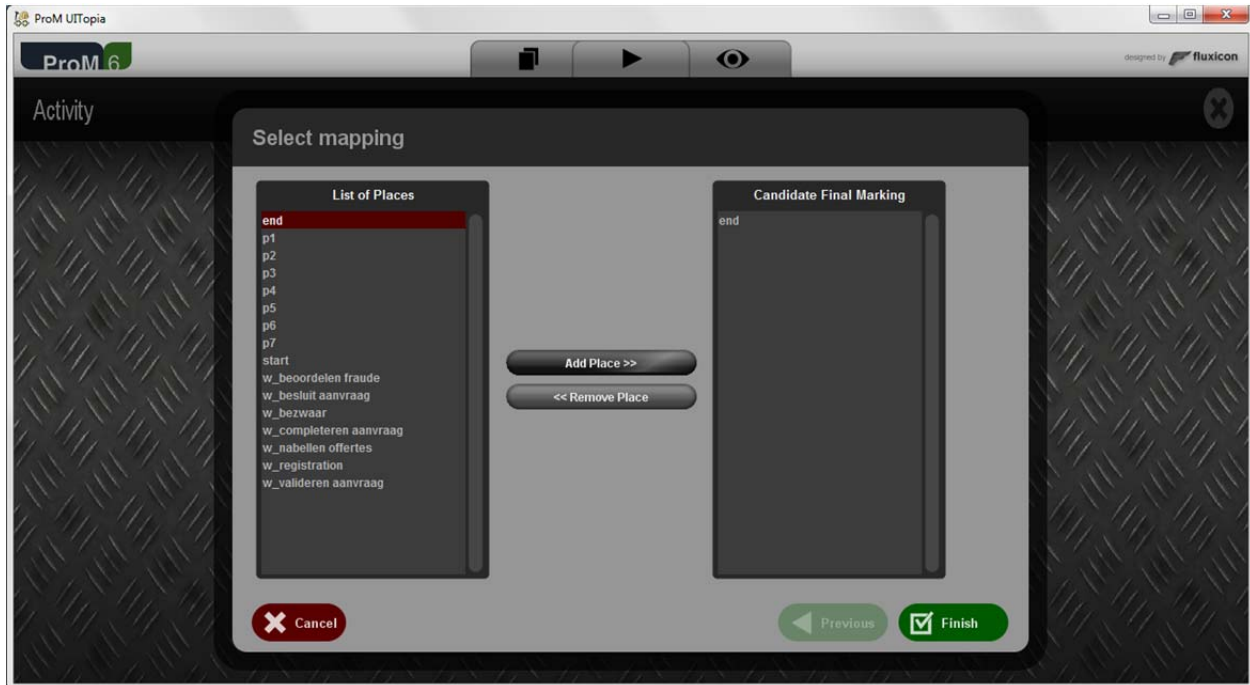 ProM UITopia
ProM 6
designed by fluxicon
Activity
Select mapping
List of Places
end
p1
p2
p3
p4
p5
p6
p7
start
w_beoordelen fraude
w_besluit aanvraag
w_bezwaar
w_completeren aanvraag
w_nabellen offertes
w_registration
w_valideren aanvraag
Add Place >>
<< Remove Place
Candidate Final Marking
end
Cancel
Previous
Finish